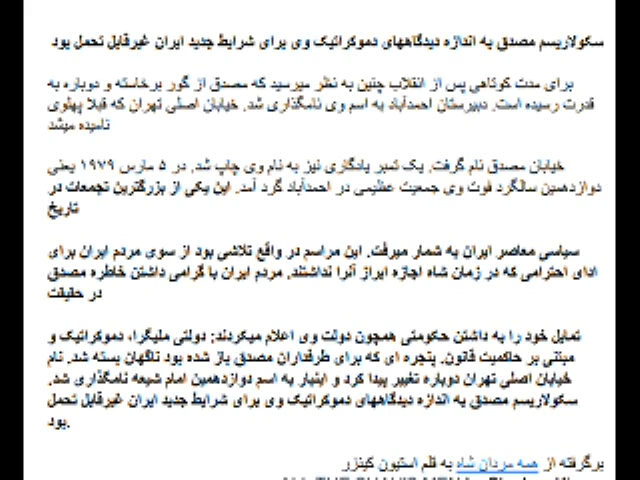 سکولاریسم مصدق به اندازه دیدگاههای دموکراتیک وی برای شرایط جدید ایران غیرقابل تحمل بود
برای مدت کوتاهی پس از انقلاب چنین به نظر میرسید که مصدق از گور برخاسته و دوباره به
قدرت رسیده است. دبیرستان احمدآباد به اسم وی نامگذاری شد. خیابان اصلی تهران که قبلا پهلوی
نامیده میشد
خیابان مصدق نام گرفت. یک تمبر یادگاری نیز به نام وی چاپ شد. در ۵ مارس ۱۹۷۹ یعنی
دوازدهمین سالگرد فوت وی جمعیت عظیمی در احمدآباد گرد آمد. این یکی از بزرگترین تجمعات در
تاریخ
سیاسی معاصر ایران به شمار میرفت. این مراسم در واقع تلاشی بود از سوی مردم ایران برای
ادای احترامی که در زمان شاه اجازه ابراز آنرا نداشتند. مردم ایران با گرامی داشتن خاطره مصدق
در حقیقت
تمایل خود را به داشتن حکومتی همچون دولت وی اعلام میکردند: دولتی ملیگرا، دموکراتیک و
مبتنی بر حاکمیت قانون. پنجره ای که برای طرفداران مصدق باز شده بود ناگهان بسته شد. نام
خیابان اصلی تهران دوباره تغییر پیدا کرد و اینبار به اسم دوازدهمین امام شیعه نامگذاری شد.
سکولاریسم مصدق به اندازه دیدگاههای دموکراتیک وی برای شرایط جدید ایران غیرقابل تحمل
بود.
برگرفته از همه مردان شاه به قلم استیون کینزر